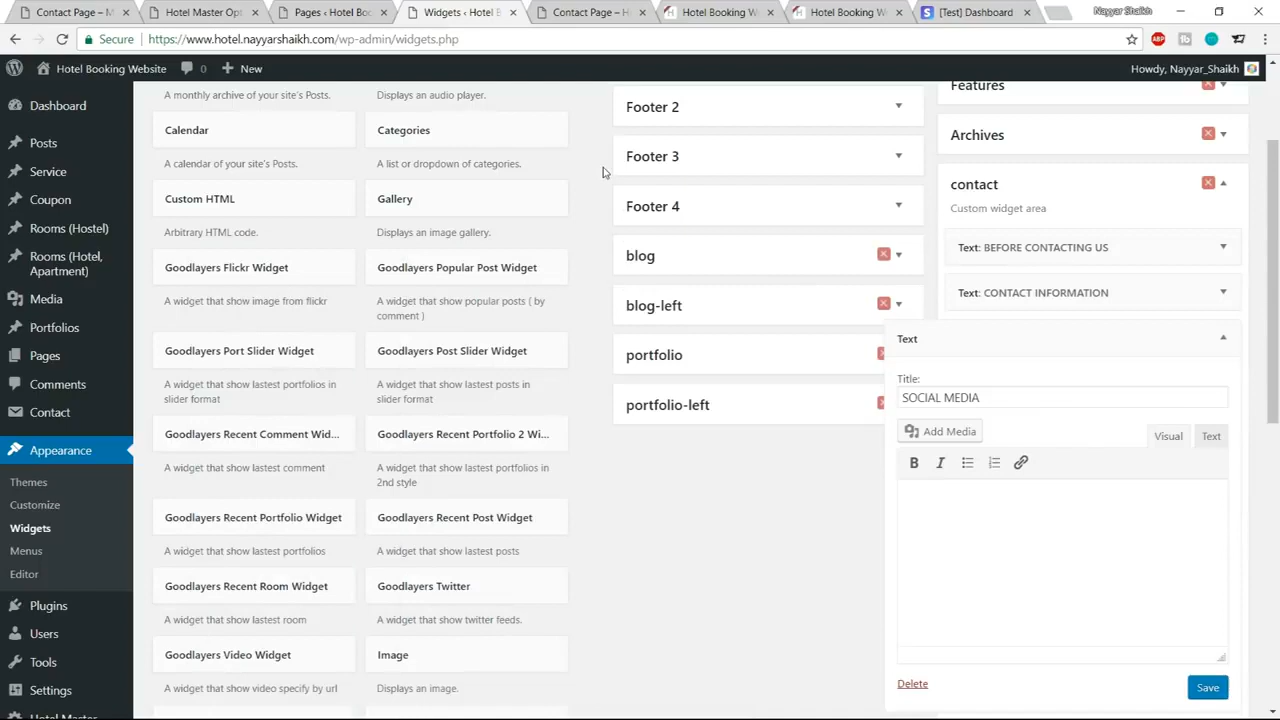 Contact Page – M
Hotel Master Opt
Pages ‹ Hotel Boo
Widgets ‹ Hotel B
Contact Page – H
Hotel Booking W
Hotel Booking W
[Test] Dashboard
Nayyar Shaikh
Secure
https://www.hotel.nayyarshaikh.com/wp-admin/widgets.php
ABP
Hotel Booking Website
0
New
Howdy, Nayyar_Shaikh
Dashboard
Posts
Service
Coupon
Rooms (Hostel)
Rooms (Hotel,
Apartment)
Media
Portfolios
Pages
Comments
Contact
Appearance
Themes
Customize
Widgets
Menus
Editor
Plugins
Users
Tools
Settings
Hotel Master
A monthly archive of your site's Posts.
Displays an audio player.
Calendar
Categories
A calendar of your site's Posts.
A list or dropdown of categories.
Custom HTML
Gallery
Arbitrary HTML code.
Displays an image gallery.
Goodlayers Flickr Widget
Goodlayers Popular Post Widget
A widget that show image from flickr
A widget that show popular posts ( by
comment )
Goodlayers Port Slider Widget
Goodlayers Post Slider Widget
A widget that show lastest portfolios in
slider format
A widget that show lastest posts in
slider format
Goodlayers Recent Comment Wid...
Goodlayers Recent Portfolio 2 Wi...
A widget that show lastest comment
A widget that show lastest portfolios in
2nd style
Goodlayers Recent Portfolio Widget
Goodlayers Recent Post Widget
A widget that show lastest portfolios
A widget that show lastest posts
Goodlayers Recent Room Widget
Goodlayers Twitter
A widget that show lastest room
A widget that show twitter feeds.
Goodlayers Video Widget
Image
A widget that show video specify by url
Displays an image.
Footer 2
Footer 3
Footer 4
blog
blog-left
portfolio
portfolio-left
Features
Archives
contact
Custom widget area
Text: BEFORE CONTACTING US
Text: CONTACT INFORMATION
Text
Title:
SOCIAL MEDIA
Add Media
Visual
Text
B
I
Delete
Save